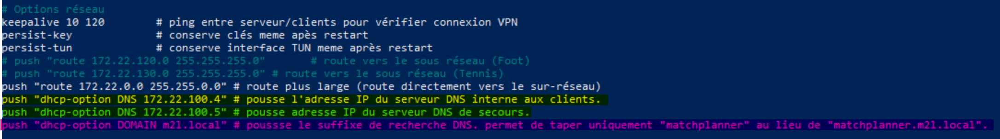 # Options réseau
keepalive 10 120 # ping entre serveur/clients pour vérifier connexion VPN
persist-key # conserve clés meme apès restart
persist-tun # conserve interface TUN meme après restart
# push "route 172.22.120.0 255.255.255.0" # route vers le sous réseau (Foot)
# push "route 172.22.130.0 255.255.255.0" # route vers le sous réseau (Tennis)
push "route 172.22.0.0 255.255.0.0" # route plus large (route directement vers le sur-réseau)
push "dhcp-option DNS 172.22.100.4" # pousse l'adresse IP du serveur DNS interne aux clients.
push "dhcp-option DNS 172.22.100.5" # pousse adresse IP du serveur DNS de secours.
push "dhcp-option DOMAIN m2l.local" # poussse le suffixe de recherche DNS. permet de taper uniquement "matchplanner" au lieu de "matchplanner.m2l.local".